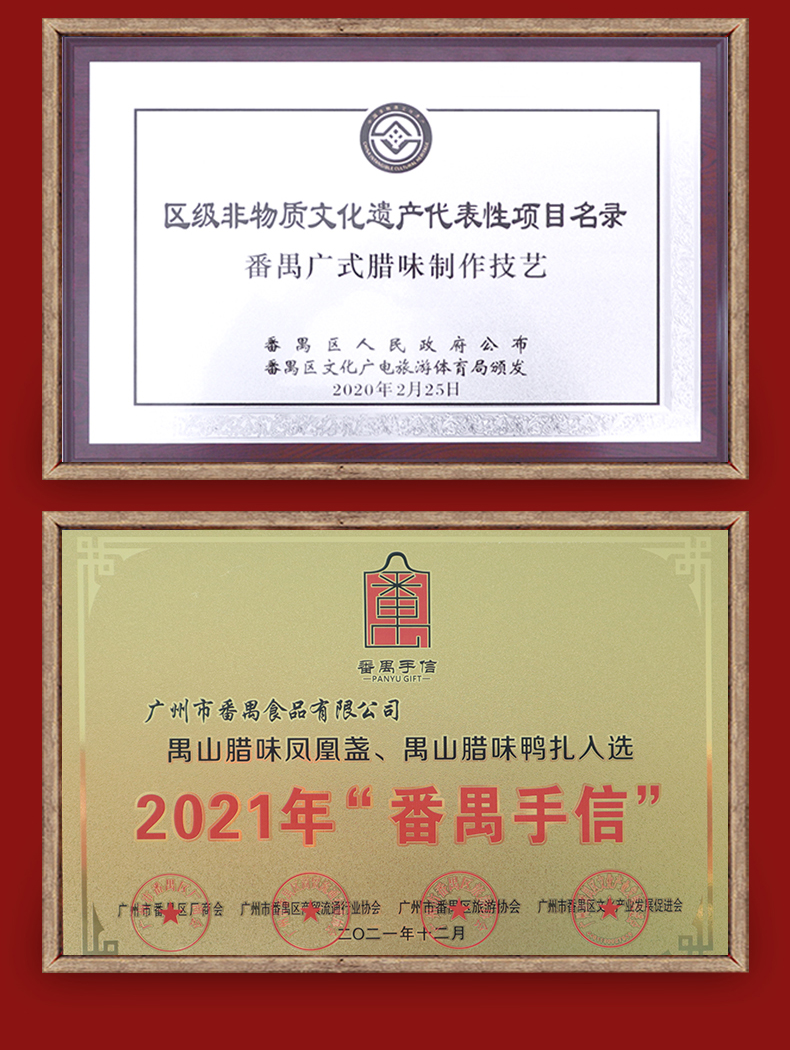 区级非物质文化遗产代表性项目名录
番禺广式腊味制作技艺
番禺区人民政府公布
番禺区文化广电旅游体育局颁发
2020年2月25日
番禺手信
PANYU GIFT
广州市番禺食品有限公司
禺山腊味凤凰盏、禺山腊味鸭扎入选
2021年“番禺手信”
广州市番禺区厂商会 广州市番禺区商贸流通行业协会 广州市番禺区旅游协会 广州市番禺区文化产业发展促进会
二〇二一年十二月